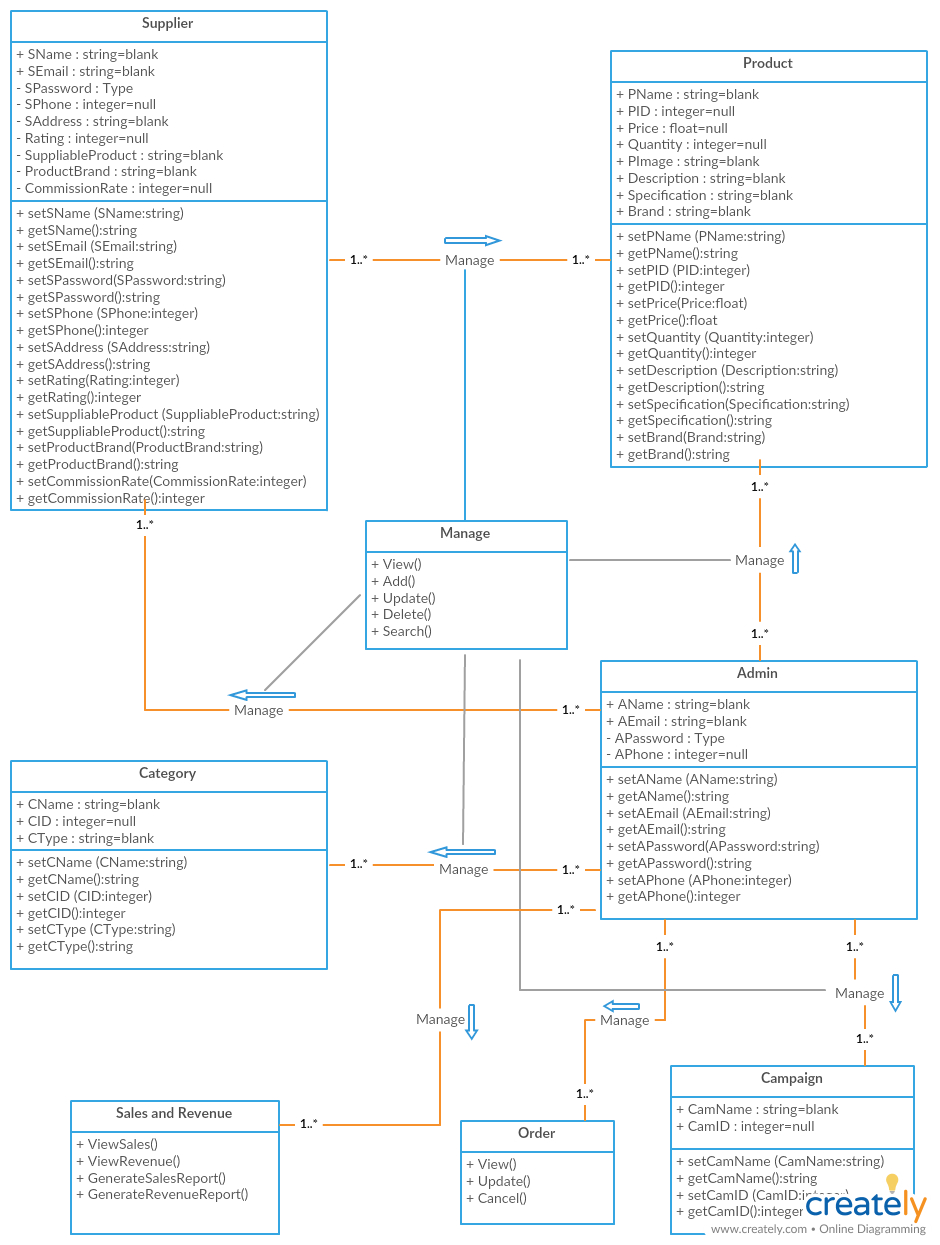 Supplier
+ SName : string=blank
+ SEmail : string=blank
- SPassword : Type
- SPhone : integer=null
- SAddress : string=blank
- Rating : integer=null
- SuppliableProduct : string=blank
- ProductBrand : string=blank
- CommissionRate : integer=null
+ setSName (SName:string)
+ getSName():string
+ setSEmail (SEmail:string)
+ getSEmail():string
+ setSPassword(SPassword:string)
+ getSPassword():string
+ setSPhone (SPhone:integer)
+ getSPhone():integer
+ setSAddress (SAddress:string)
+ getSAddress():string
+ setRating(Rating:integer)
+ getRating():integer
+ setSuppliableProduct (SuppliableProduct:string)
+ getSuppliableProduct():string
+ setProductBrand(ProductBrand:string)
+ getProductBrand():string
+ setCommissionRate(CommissionRate:integer)
+ getCommissionRate():integer
1..*
Manage
1..*
Product
+ PName : string=blank
+ PID : integer=null
+ Price : float=null
+ Quantity : integer=null
+ PImage : string=blank
+ Description : string=blank
+ Specification : string=blank
+ Brand : string=blank
+ setPName (PName:string)
+ getPName():string
+ setPID (PID:integer)
+ getPID():integer
+ setPrice(Price:float)
+ getPrice():float
+ setQuantity (Quantity:integer)
+ getQuantity():integer
+ setDescription (Description:string)
+ getDescription():string
+ setSpecification(Specification:string)
+ getSpecification():string
+ setBrand(Brand:string)
+ getBrand():string
1..*
1..*
Manage
+ View()
+ Add()
+ Update()
+ Delete()
+ Search()
Manage
1..*
Manage
1..*
Admin
+ AName : string=blank
+ AEmail : string=blank
- APassword : Type
- APhone : integer=null
+ setAName (AName:string)
+ getAName():string
+ setAEmail (AEmail:string)
+ getAEmail():string
+ setAPassword(APassword:string)
+ getAPassword():string
+ setAPhone (APhone:integer)
+ getAPhone():integer
Category
+ CName : string=blank
+ CID : integer=null
+ CType : string=blank
+ setCName (CName:string)
+ getCName():string
+ setCID (CID:integer)
+ getCID():integer
+ setCType (CType:string)
+ getCType():string
1..*
Manage
1..*
1..*
1..*
1..*
Manage
Manage
Manage
1..*
1..*
1..*
Sales and Revenue
+ ViewSales()
+ ViewRevenue()
+ GenerateSalesReport()
+ GenerateRevenueReport()
Order
+ View()
+ Update()
+ Cancel()
Campaign
+ CamName : string=blank
+ CamID : integer=null
+ setCamName (CamName:string)
+ getCamName():string
+ setCamID (CamID:integer)
+ getCamID():integer
creately
www.creately.com • Online Diagramming